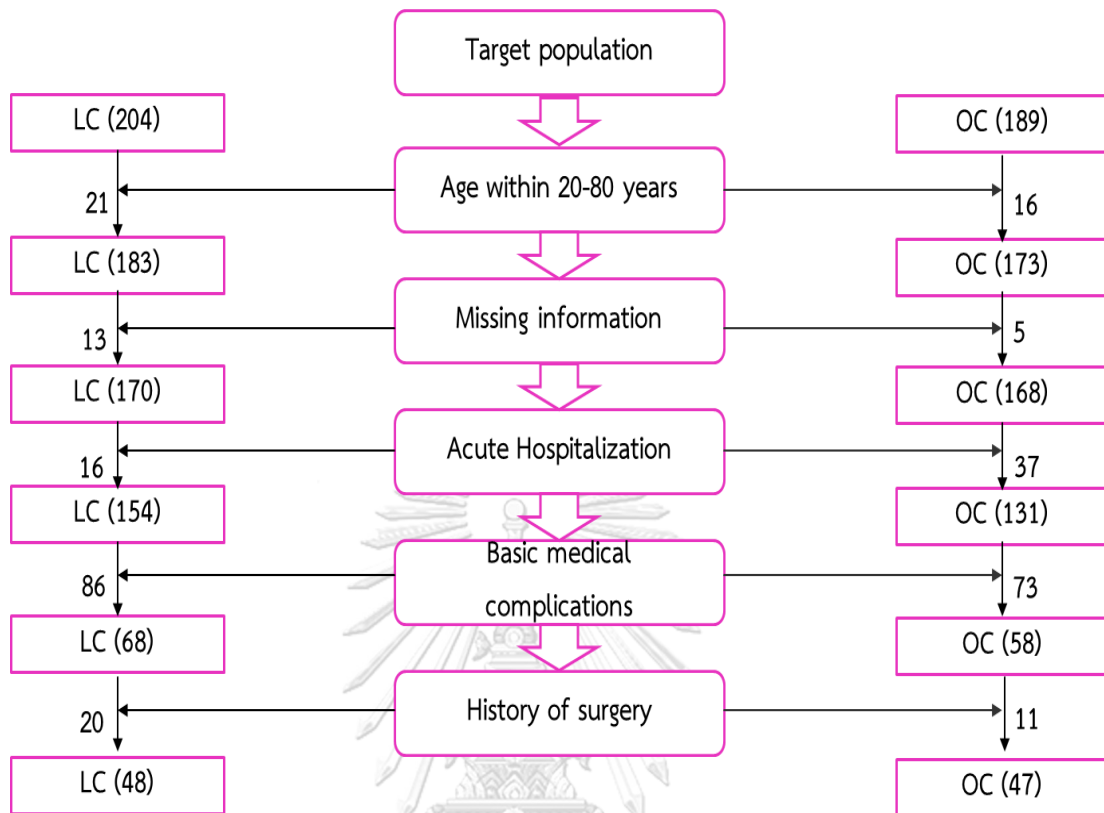 Target population
LC (204)
OC (189)
Age within 20-80 years
21
16
LC (183)
OC (173)
Missing information
13
5
LC (170)
OC (168)
Acute Hospitalization
16
37
LC (154)
OC (131)
Basic medical
complications
86
73
LC (68)
OC (58)
History of surgery
20
11
LC (48)
OC (47)